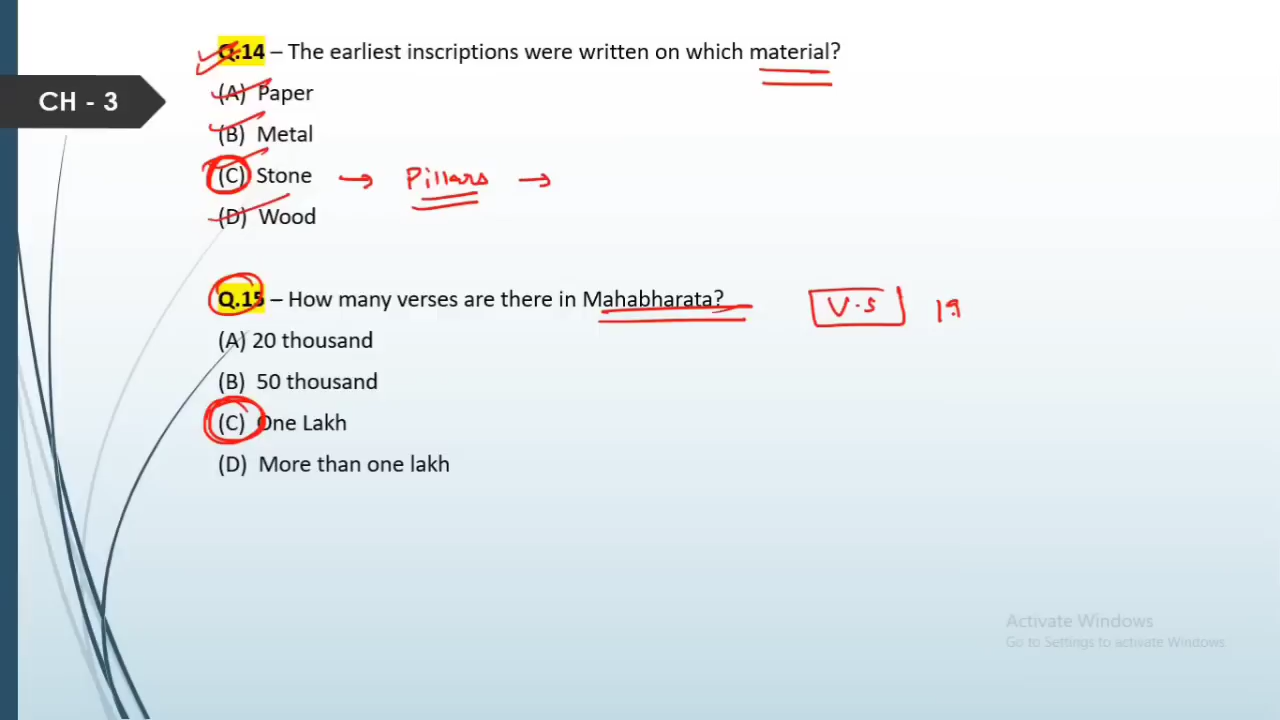 Q.14 – The earliest inscriptions were written on which material?
CH - 3
(A) Paper
(B) Metal
(C) Stone → Pillars →
(D) Wood
Q.15 – How many verses are there in Mahabharata? V.S 19
(A) 20 thousand
(B) 50 thousand
(C) One Lakh
(D) More than one lakh
Activate Windows
Go to Settings to activate Windows.